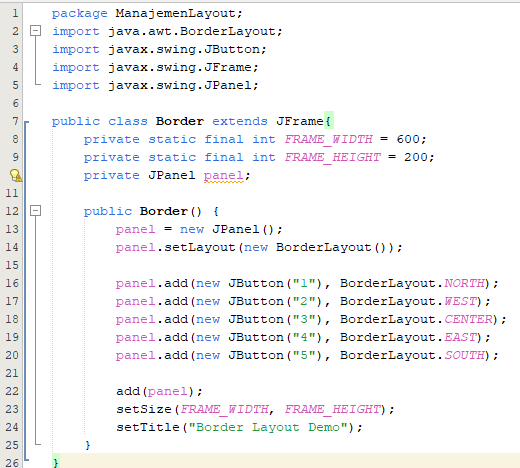 1 package ManajemenLayout;
2 import java.awt.BorderLayout;
3 import javax.swing.JButton;
4 import javax.swing.JFrame;
5 import javax.swing.JPanel;
6
7 public class Border extends JFrame{
8     private static final int FRAME_WIDTH = 600;
9     private static final int FRAME_HEIGHT = 200;
    private JPanel panel;
11
12     public Border() {
13         panel = new JPanel();
14         panel.setLayout(new BorderLayout());
15
16         panel.add(new JButton("1"), BorderLayout.NORTH);
17         panel.add(new JButton("2"), BorderLayout.WEST);
18         panel.add(new JButton("3"), BorderLayout.CENTER);
19         panel.add(new JButton("4"), BorderLayout.EAST);
20         panel.add(new JButton("5"), BorderLayout.SOUTH);
21
22         add(panel);
23         setSize(FRAME_WIDTH, FRAME_HEIGHT);
24         setTitle("Border Layout Demo");
25     }
26 }